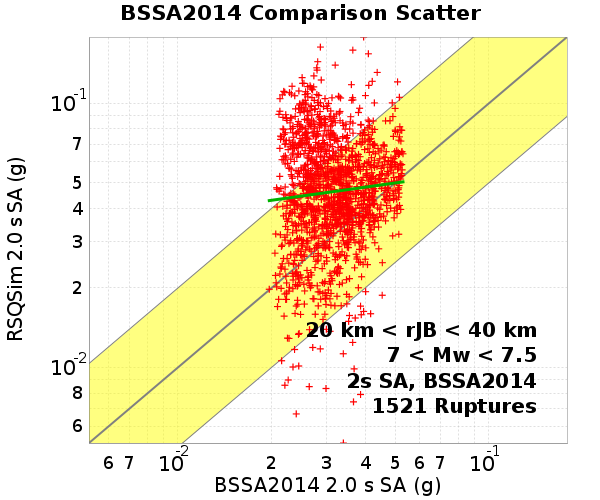 BSSA2014 Comparison Scatter
RSQSim 2.0 s SA (g)
10-1
7
5
4
3
2
10-2
8
6
20 km < rJB < 40 km
7 < Mw < 7.5
2s SA, BSSA2014
1521 Ruptures
6 7 10-2 2 3 4 5 6 7 10-1
BSSA2014 2.0 s SA (g)